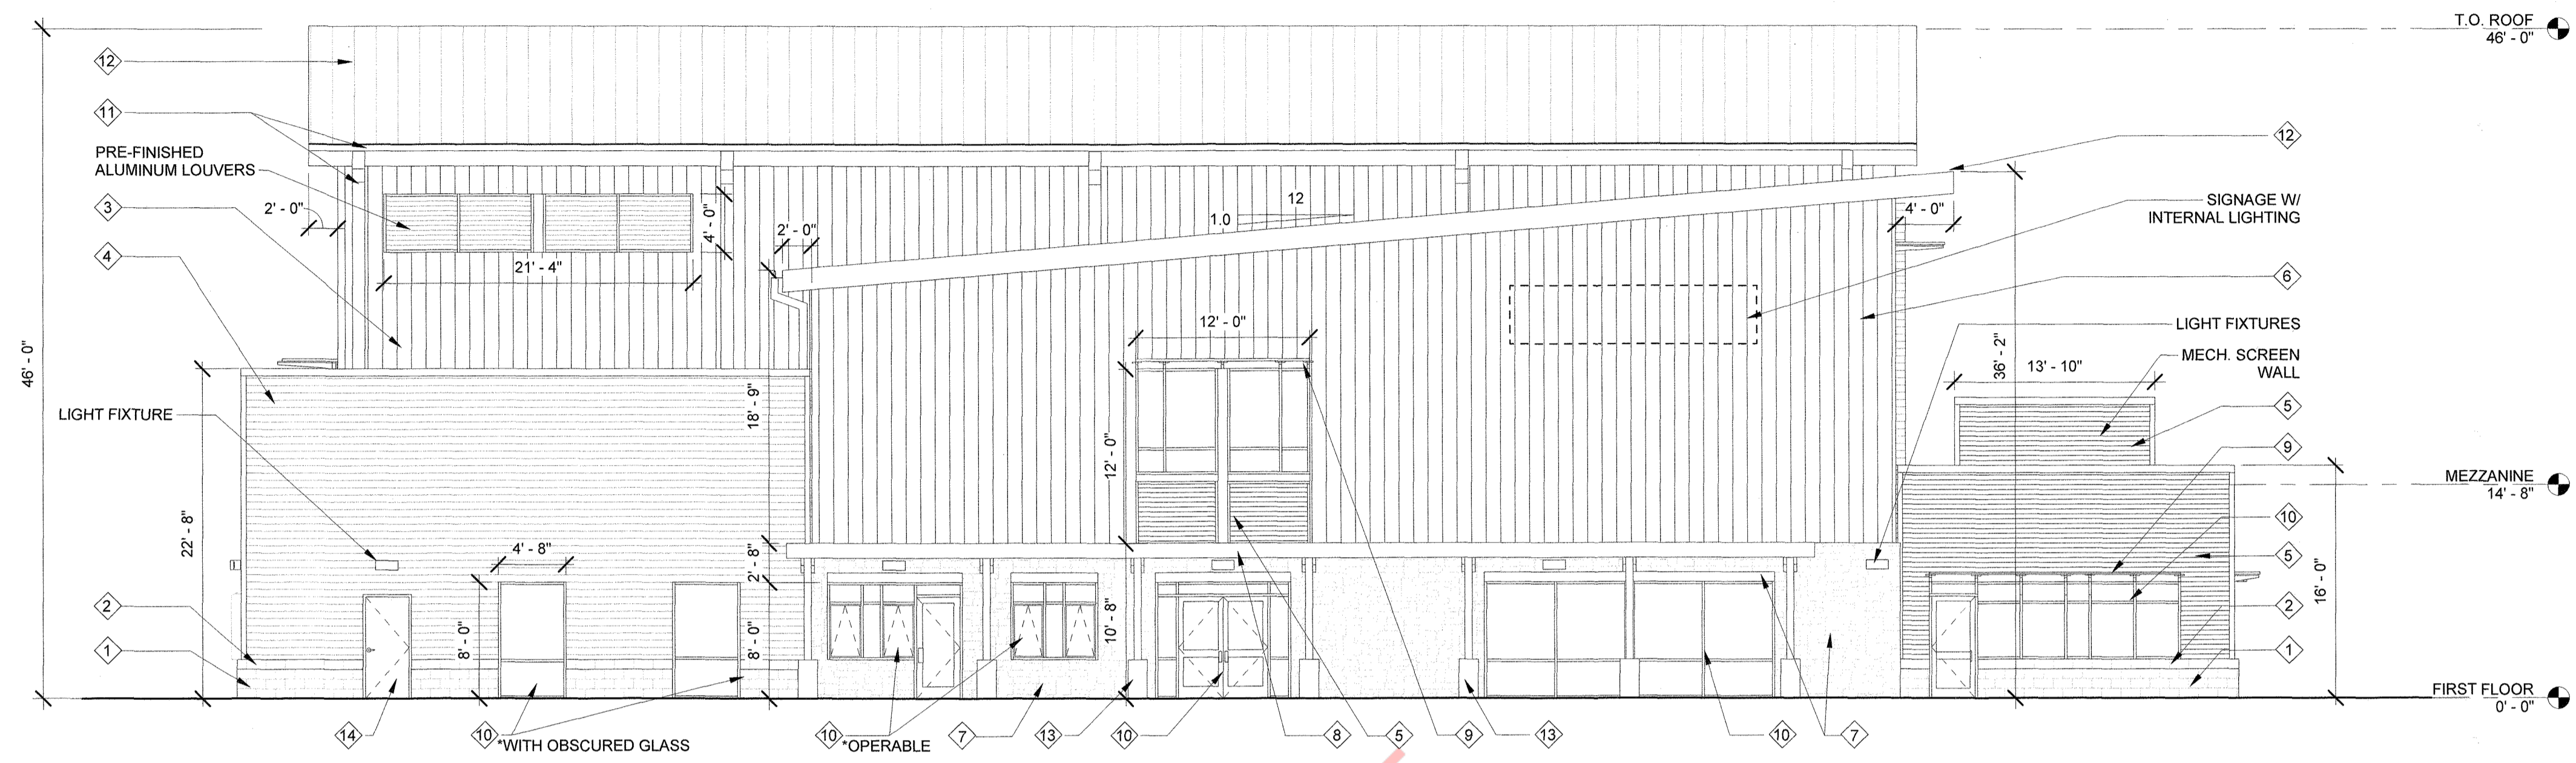 T.O. ROOF
46' - 0"
12
11
PRE-FINISHED
ALUMINUM LOUVERS
3
2' - 0"
4
21' - 4"
4' - 0"
2' - 0"
1.0
12
12
SIGNAGE W/
INTERNAL LIGHTING
4' - 0"
6
LIGHT FIXTURES
MECH. SCREEN
WALL
36' - 2"
13' - 10"
5
9
46' - 0"
12' - 0"
18' - 9"
12' - 0"
LIGHT FIXTURE
MEZZANINE
14' - 8"
10
5
22' - 8"
4' - 8"
2' - 8"
16' - 0"
2
1
8' - 0"
8' - 0"
10' - 8"
2
1
FIRST FLOOR
0' - 0"
14
10
*WITH OBSCURED GLASS
10
*OPERABLE
7
13
10
8
5
9
13
10
7